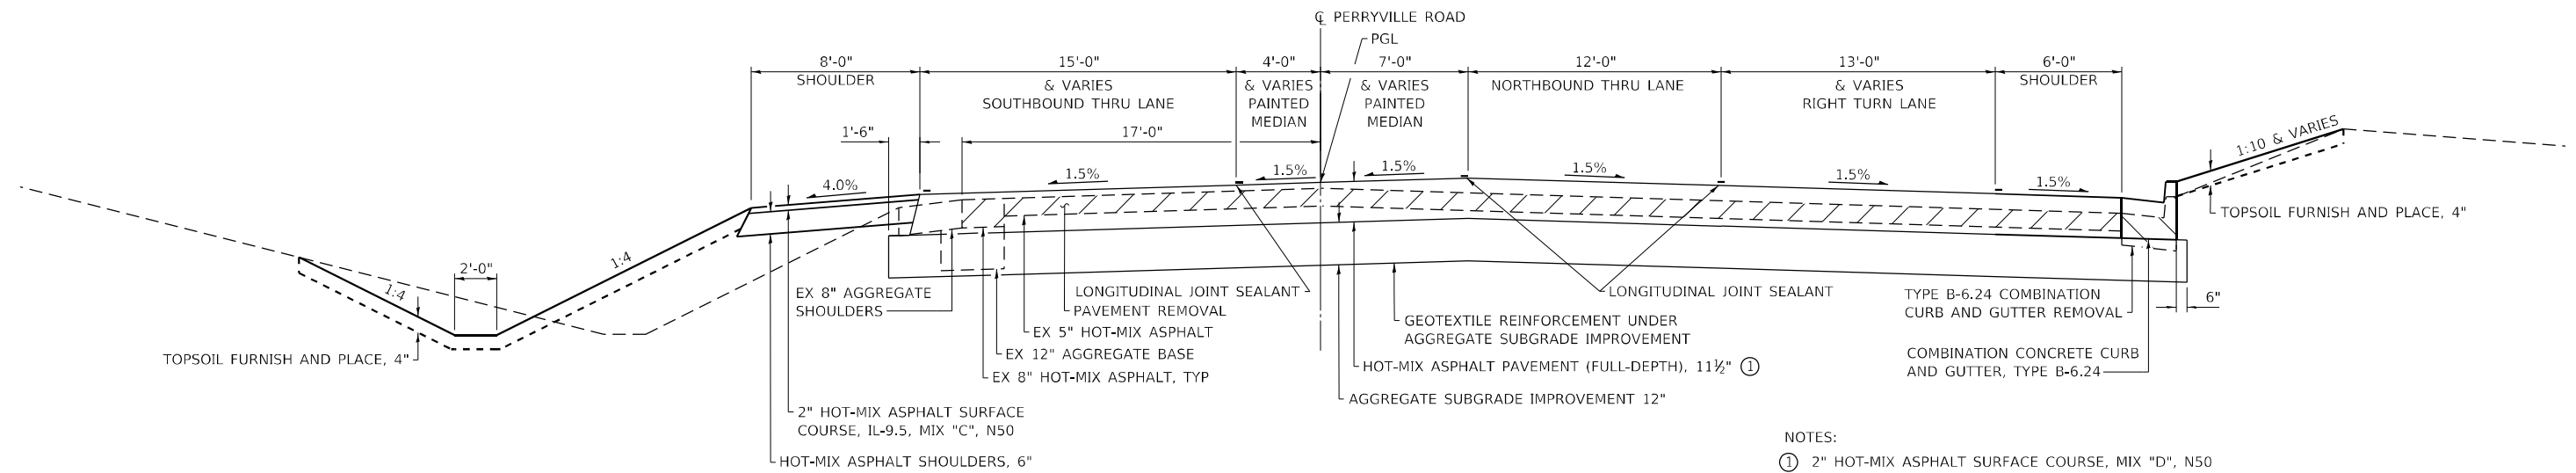 ℄ PERRYVILLE ROAD
PGL
8'-0"
SHOULDER
15'-0"
& VARIES
SOUTHBOUND THRU LANE
4'-0"
& VARIES
PAINTED
MEDIAN
7'-0"
& VARIES
PAINTED
MEDIAN
12'-0"
NORTHBOUND THRU LANE
13'-0"
& VARIES
RIGHT TURN LANE
6'-0"
SHOULDER
1'-6"
17'-0"
1:10 & VARIES
4.0%
1.5%
1.5%
1.5%
1.5%
1.5%
1.5%
TOPSOIL FURNISH AND PLACE, 4"
1:4
2'-0"
1:4
TOPSOIL FURNISH AND PLACE, 4"
EX 8" AGGREGATE
SHOULDERS
LONGITUDINAL JOINT SEALANT
PAVEMENT REMOVAL
EX 5" HOT-MIX ASPHALT
EX 12" AGGREGATE BASE
EX 8" HOT-MIX ASPHALT, TYP
LONGITUDINAL JOINT SEALANT
GEOTEXTILE REINFORCEMENT UNDER
AGGREGATE SUBGRADE IMPROVEMENT
HOT-MIX ASPHALT PAVEMENT (FULL-DEPTH), 11½" ①
AGGREGATE SUBGRADE IMPROVEMENT 12"
TYPE B-6.24 COMBINATION
CURB AND GUTTER REMOVAL
6"
COMBINATION CONCRETE CURB
AND GUTTER, TYPE B-6.24
2" HOT-MIX ASPHALT SURFACE
COURSE, IL-9.5, MIX "C", N50
HOT-MIX ASPHALT SHOULDERS, 6"
NOTES:
① 2" HOT-MIX ASPHALT SURFACE COURSE, MIX "D", N50